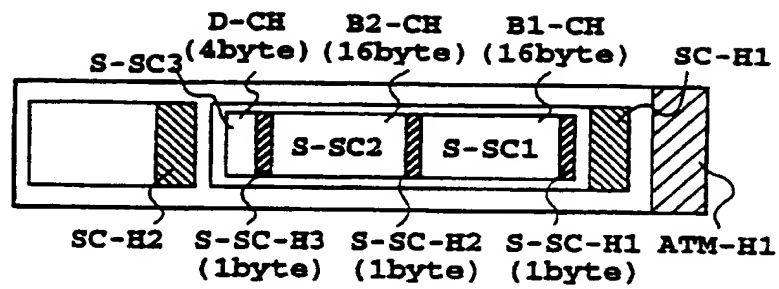 D-CH B2-CH B1-CH
(4byte) (16byte) (16byte) SC-H1
S-SC3
S-SC2 S-SC1
SC-H2 S-SC-H3 S-SC-H2 S-SC-H1 ATM-H1
(1byte) (1byte) (1byte)